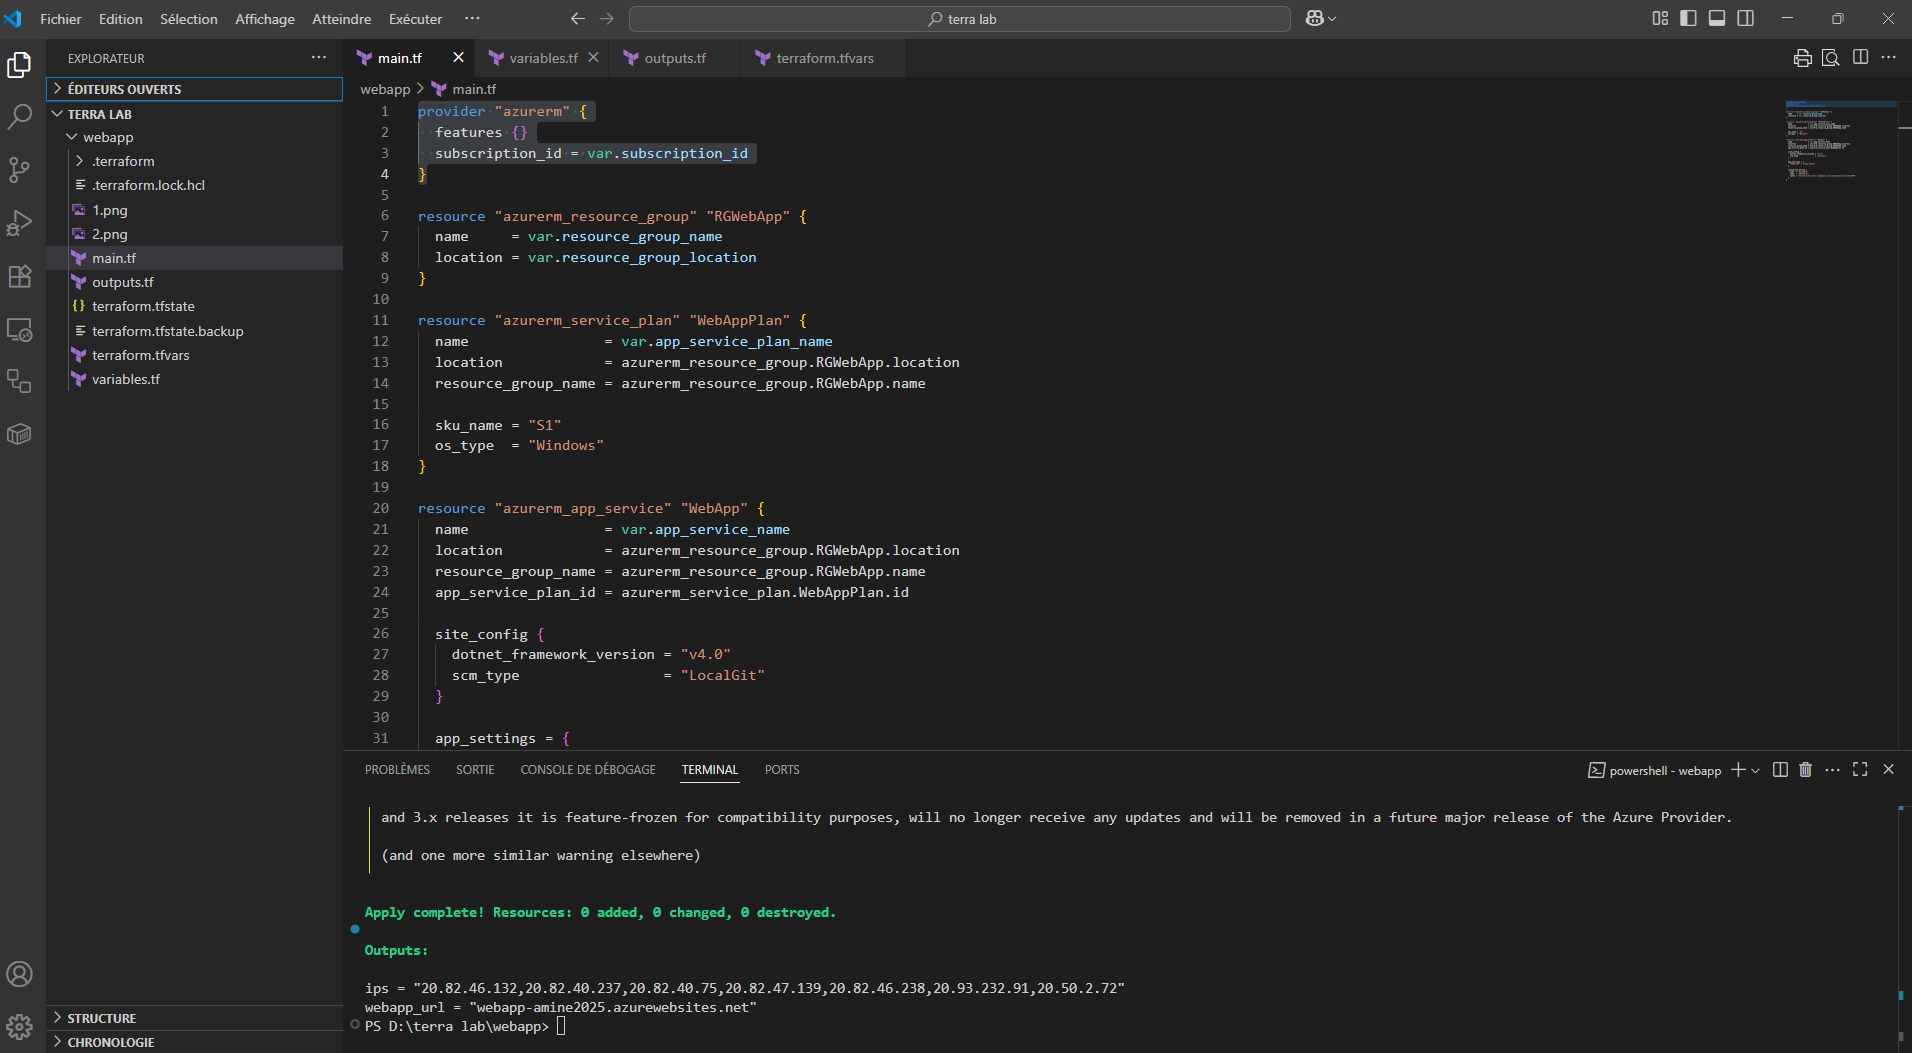 Fichier Edition Sélection Affichage Atteindre Exécuter ··· terra lab
EXPLORATEUR ···
ÉDITEURS OUVERTS
TERRA LAB
webapp
.terraform
.terraform.lock.hcl
1.png
2.png
main.tf
outputs.tf
{} terraform.tfstate
terraform.tfstate.backup
terraform.tfvars
variables.tf
STRUCTURE
CHRONOLOGIE
main.tf variables.tf outputs.tf terraform.tfvars
webapp > main.tf
1 provider "azurerm" {
2 features {}
3 subscription_id = var.subscription_id
4 }
5
6 resource "azurerm_resource_group" "RGWebApp" {
7 name = var.resource_group_name
8 location = var.resource_group_location
9 }
10
11 resource "azurerm_service_plan" "WebAppPlan" {
12 name = var.app_service_plan_name
13 location = azurerm_resource_group.RGWebApp.location
14 resource_group_name = azurerm_resource_group.RGWebApp.name
15
16 sku_name = "S1"
17 os_type = "Windows"
18 }
19
20 resource "azurerm_app_service" "WebApp" {
21 name = var.app_service_name
22 location = azurerm_resource_group.RGWebApp.location
23 resource_group_name = azurerm_resource_group.RGWebApp.name
24 app_service_plan_id = azurerm_service_plan.WebAppPlan.id
25
26 site_config {
27 dotnet_framework_version = "v4.0"
28 scm_type = "LocalGit"
29 }
30
31 app_settings = {
PROBLÈMES SORTIE CONSOLE DE DÉBOGAGE TERMINAL PORTS powershell - webapp
and 3.x releases it is feature-frozen for compatibility purposes, will no longer receive any updates and will be removed in a future major release of the Azure Provider.
(and one more similar warning elsewhere)
Apply complete! Resources: 0 added, 0 changed, 0 destroyed.
Outputs:
ips = "20.82.46.132,20.82.40.237,20.82.40.75,20.82.47.139,20.82.46.238,20.93.232.91,20.50.2.72"
webapp_url = "webapp-amine2025.azurewebsites.net"
PS D:\terra lab\webapp>